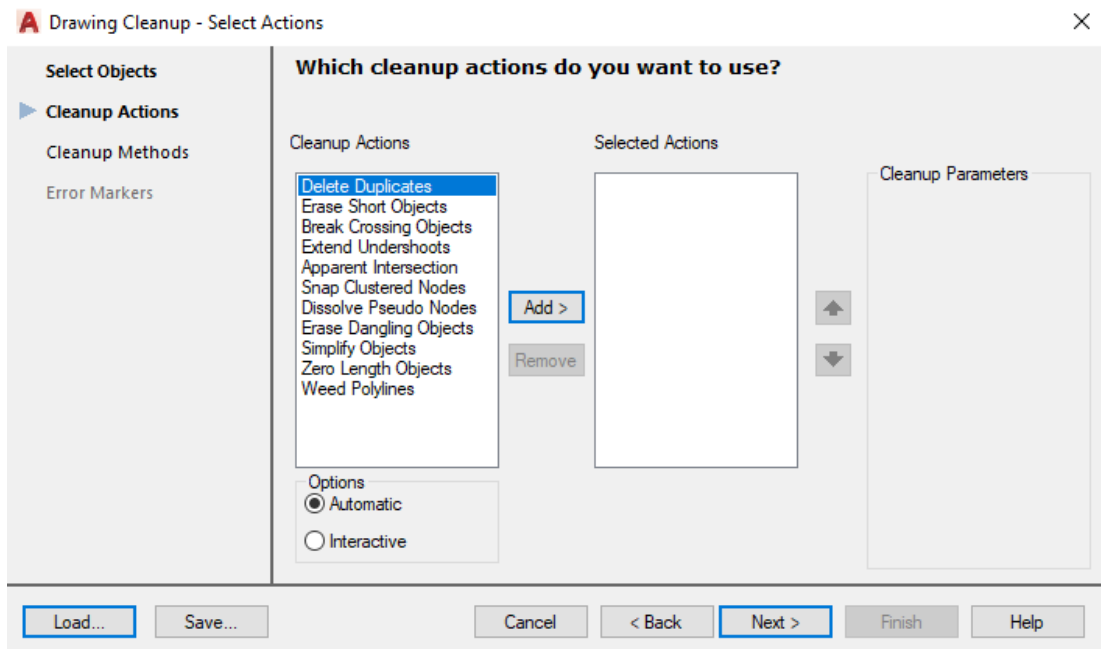 Drawing Cleanup - Select Actions
Select Objects
Cleanup Actions
Cleanup Methods
Error Markers
Which cleanup actions do you want to use?
Cleanup Actions
Delete Duplicates
Erase Short Objects
Break Crossing Objects
Extend Undershoots
Apparent Intersection
Snap Clustered Nodes
Dissolve Pseudo Nodes
Erase Dangling Objects
Simplify Objects
Zero Length Objects
Weed Polylines
Options
Automatic
Interactive
Add >
Remove
Selected Actions
Cleanup Parameters
Load...
Save...
Cancel
< Back
Next >
Finish
Help